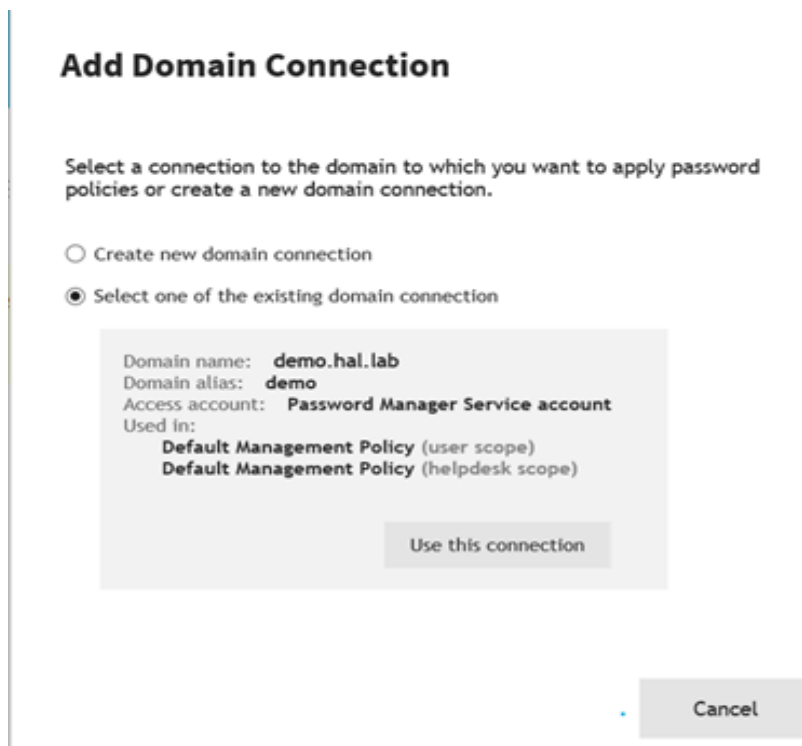 Add Domain Connection
Select a connection to the domain to which you want to apply password
policies or create a new domain connection.
Create new domain connection
Select one of the existing domain connection
Domain name: demo.hal.lab
Domain alias: demo
Access account: Password Manager Service account
Used in:
Default Management Policy (user scope)
Default Management Policy (helpdesk scope)
Use this connection
Cancel